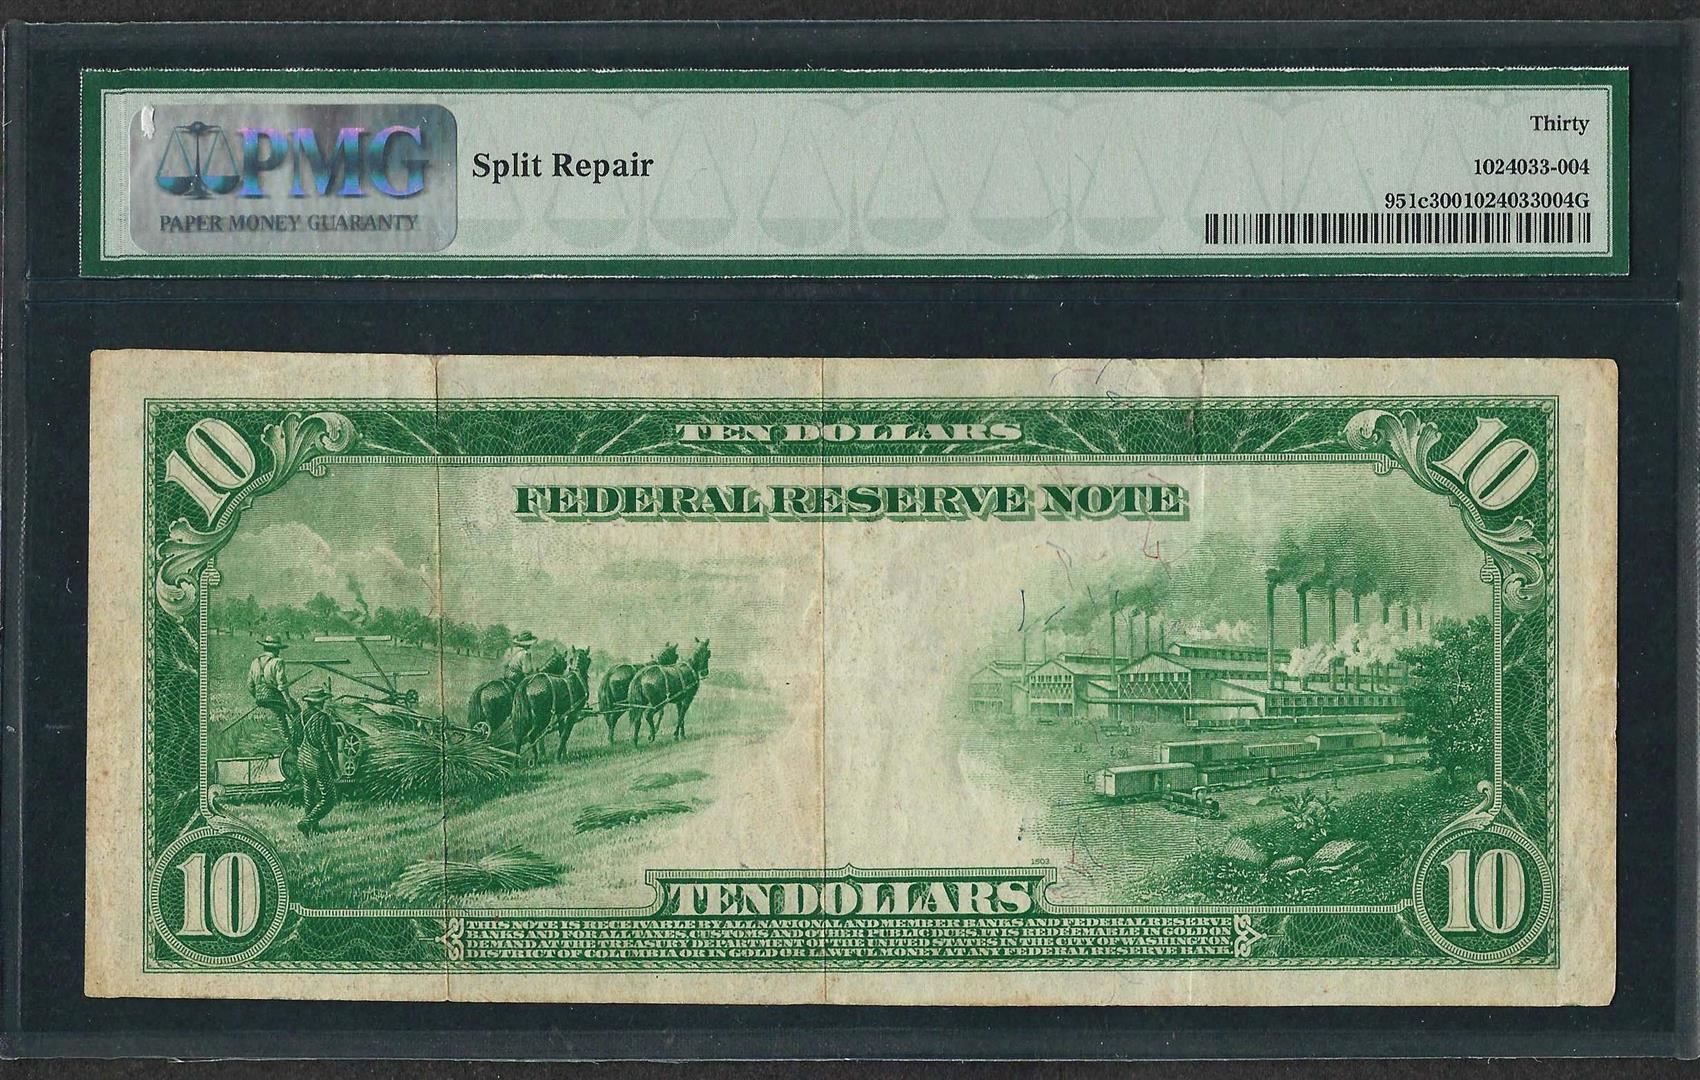 PMG
PAPER MONEY GUARANTY
Split Repair
Thirty
1024033-004
951c3001024033004G
10
TEN DOLLARS
10
FEDERAL RESERVE NOTE
1503
10
TEN DOLLARS
10
THIS NOTE IS RECEIVABLE BY ALL NATIONAL AND MEMBER BANKS AND FEDERAL RESERVE
BANKS AND FOR ALL TAXES, CUSTOMS AND OTHER PUBLIC DUES. IT IS REDEEMABLE IN GOLD ON
DEMAND AT THE TREASURY DEPARTMENT OF THE UNITED STATES IN THE CITY OF WASHINGTON,
DISTRICT OF COLUMBIA OR IN GOLD OR LAWFUL MONEY AT ANY FEDERAL RESERVE BANK.